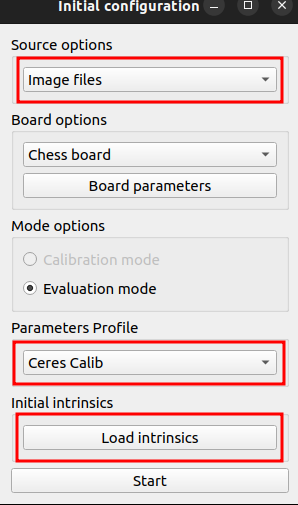 Initial configuration
Source options
Image files
Board options
Chess board
Board parameters
Mode options
Calibration mode
Evaluation mode
Parameters Profile
Ceres Calib
Initial intrinsics
Load intrinsics
Start